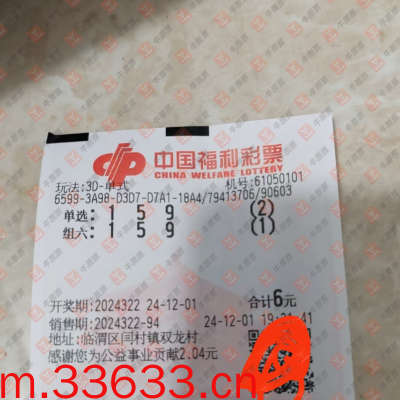 中国福利彩票
CHINA WELFARE LOTTERY
玩法:3D-单式 机号:61050101
6599-3A98-D3D7-D7A1-18A4/79413706/90603
单选: 1 5 9 (2)
组六: 1 5 9 (1)
开奖期:2024322 24-12-01 合计6元
销售期:2024322-94 24-12-01
地址:临渭区闫村镇双龙村
感谢您为公益事业贡献2.04元
m.33633.cn